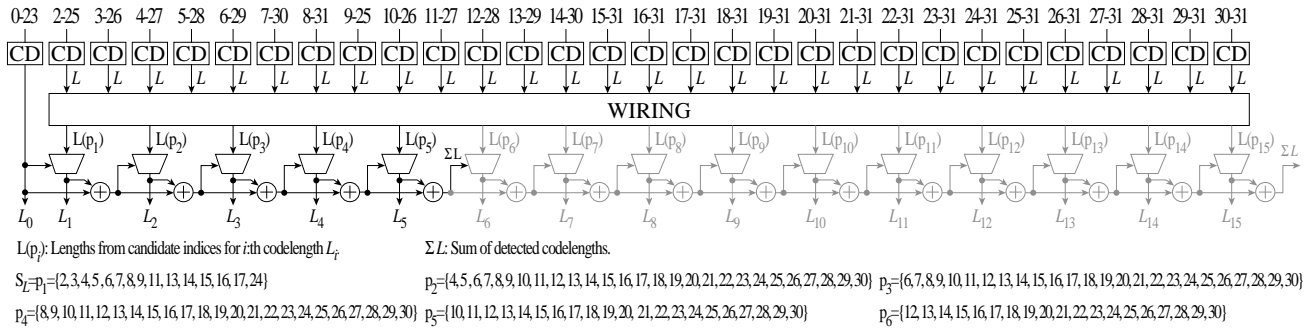 0-23 2-25 3-26 4-27 5-28 6-29 7-30 8-31 9-25 10-26 11-27 12-28 13-29 14-30 15-31 16-31 17-31 18-31 19-31 20-31 21-31 22-31 23-31 24-31 25-31 26-31 27-31 28-31 29-31 30-31
CD CD CD CD CD CD CD CD CD CD CD CD CD CD CD CD CD CD CD CD CD CD CD CD CD CD CD CD CD CD
L L L L L L L L L L L L L L L L L L L L L L L L L L L L L
WIRING
L(p1) L(p2) L(p3) L(p4) L(p5) L(p6) L(p7) L(p8) L(p9) L(p10) L(p11) L(p12) L(p13) L(p14) L(p15)
ΣL ΣL
L0 L1 L2 L3 L4 L5 L6 L7 L8 L9 L10 L11 L12 L13 L14 L15
L(pi): Lengths from candidate indices for i:th codelength Li. ΣL: Sum of detected codelengths.
SL=p1={2,3,4,5,6,7,8,9,11,13,14,15,16,17,24} p2={4,5,6,7,8,9,10,11,12,13,14,15,16,17,18,19,20,21,22,23,24,25,26,27,28,29,30} p3={6,7,8,9,10,11,12,13,14,15,16,17,18,19,20,21,22,23,24,25,26,27,28,29,30}
p4={8,9,10,11,12,13,14,15,16,17,18,19,20,21,22,23,24,25,26,27,28,29,30} p5={10,11,12,13,14,15,16,17,18,19,20,21,22,23,24,25,26,27,28,29,30} p6={12,13,14,15,16,17,18,19,20,21,22,23,24,25,26,27,28,29,30}